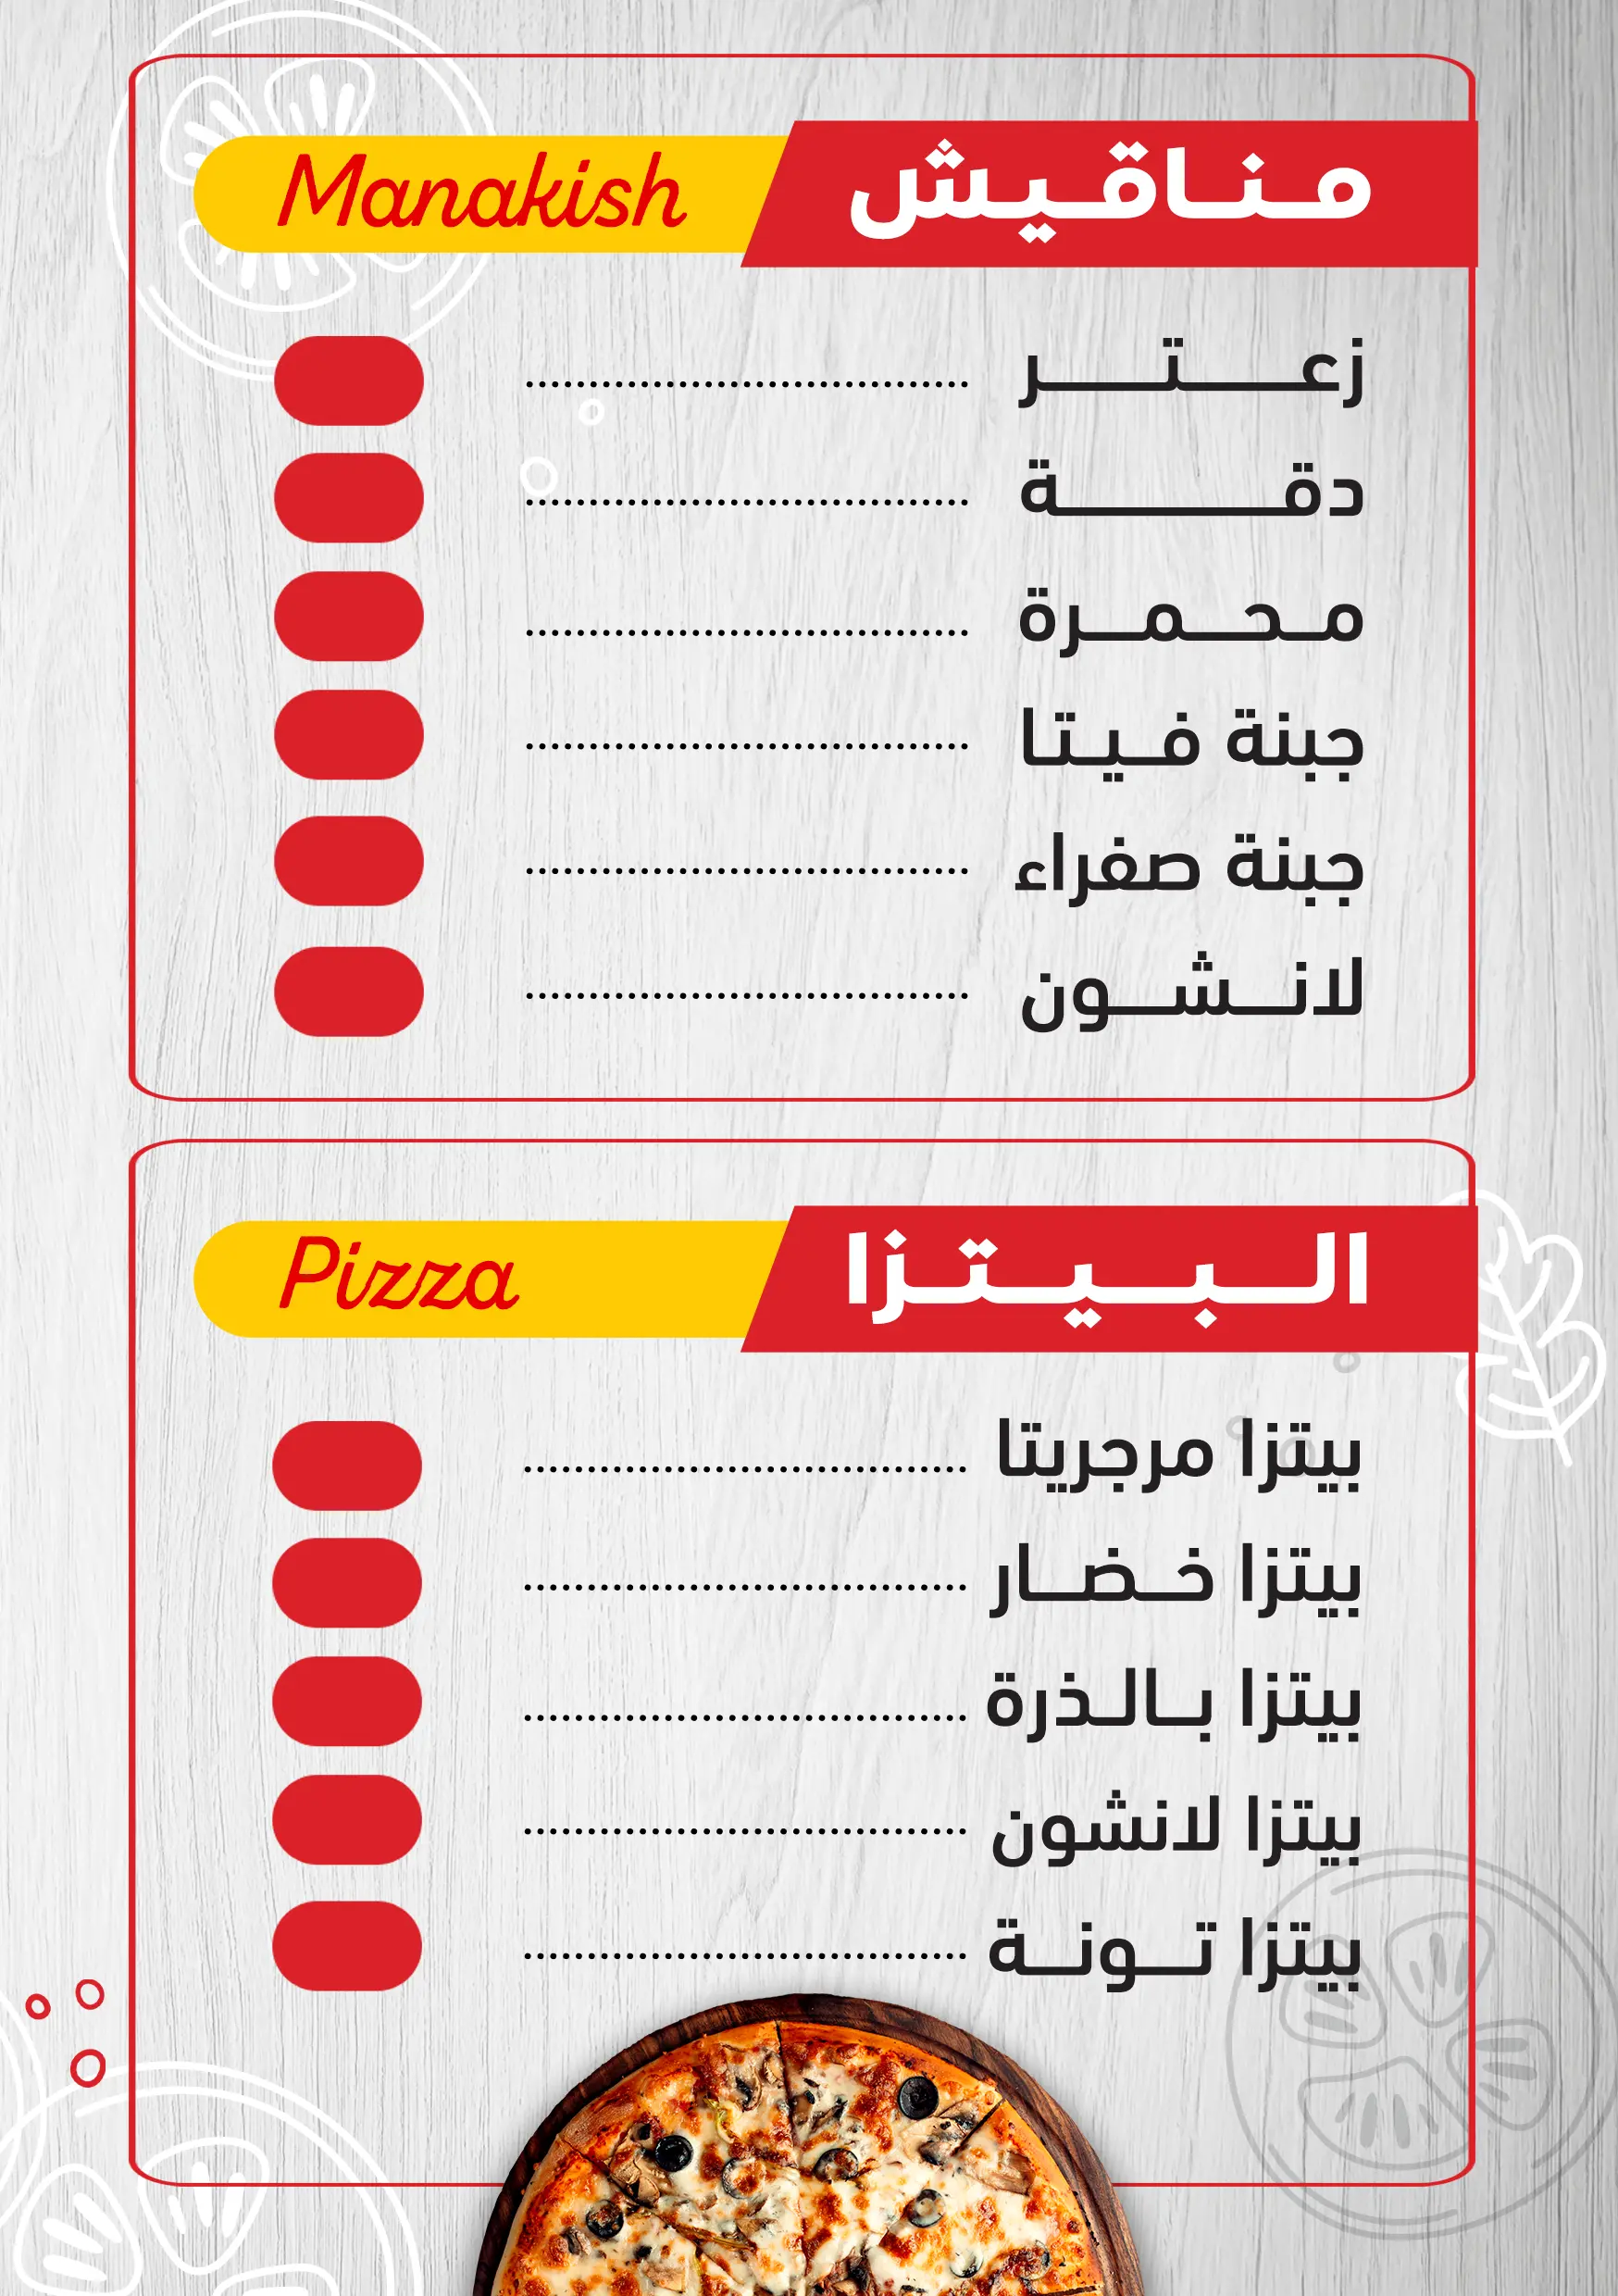 مناقيش Manakish
زعتر
دقة
محمرة
جبنة فيتا
جبنة صفراء
لانشون
البيتزا Pizza
بيتزا مرجريتا
بيتزا خضار
بيتزا بالذرة
بيتزا لانشون
بيتزا تونة